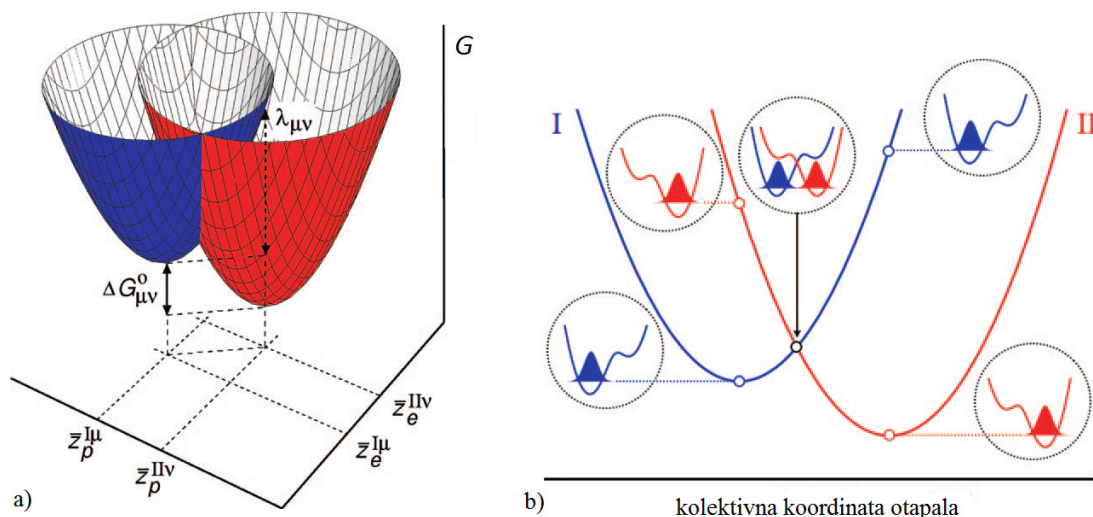 G
λμν
ΔG°μν
z̄pIμ
z̄pIIν
z̄eIμ
z̄eIIν
a)
I
II
b)
kolektivna koordinata otapala